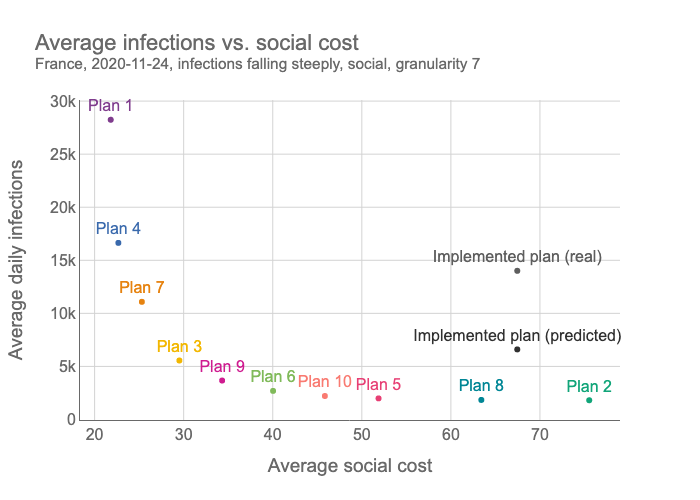 Average infections vs. social cost
France, 2020-11-24, infections falling steeply, social, granularity 7
Average daily infections
30k
25k
20k
15k
10k
5k
0
Plan 1
Plan 4
Implemented plan (real)
Plan 7
Implemented plan (predicted)
Plan 3
Plan 9
Plan 6
Plan 10
Plan 5
Plan 8
Plan 2
20
30
40
50
60
70
Average social cost